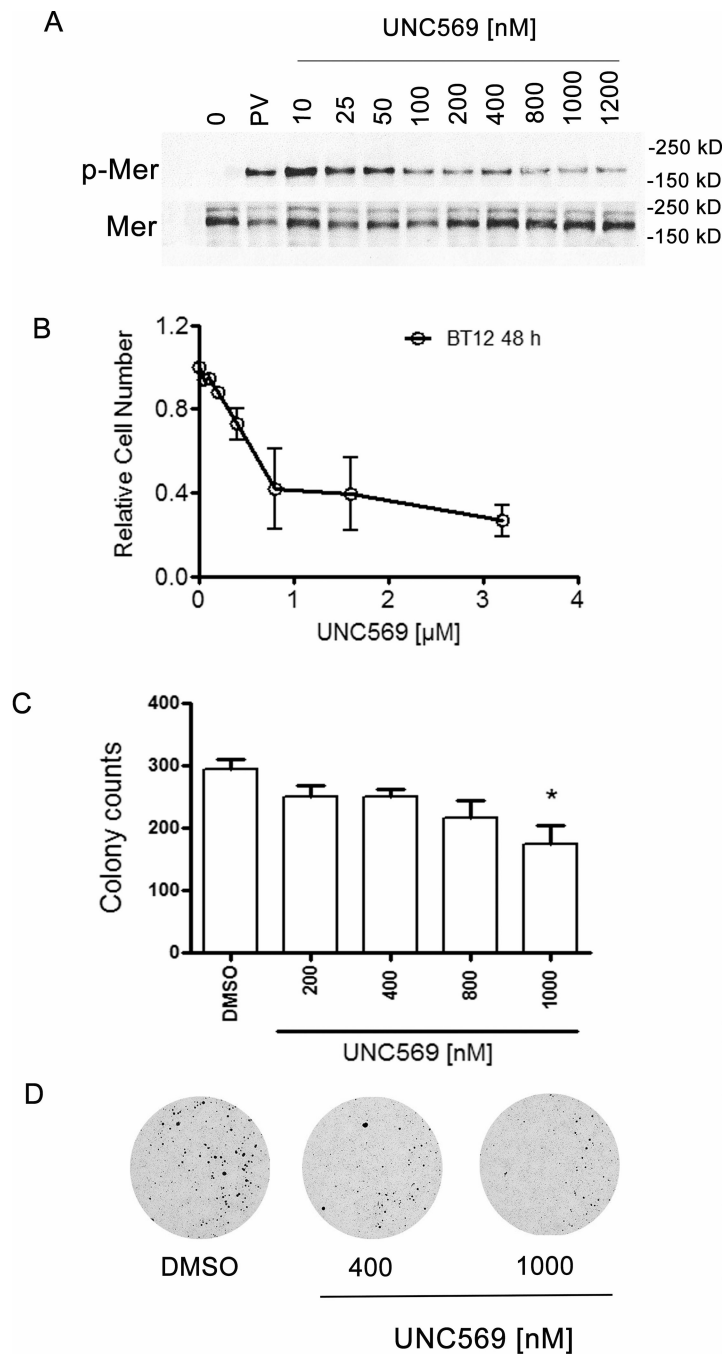 A
UNC569 [nM]
0 PV 10 25 50 100 200 400 800 1000 1200
p-Mer
-250 kD
-150 kD
Mer
-250 kD
-150 kD
B
Relative Cell Number
1.2
0.8
0.4
0.0
BT12 48 h
0 1 2 3 4
UNC569 [µM]
C
Colony counts
400
300
200
100
0
*
DMSO 200 400 800 1000
UNC569 [nM]
D
DMSO 400 1000
UNC569 [nM]